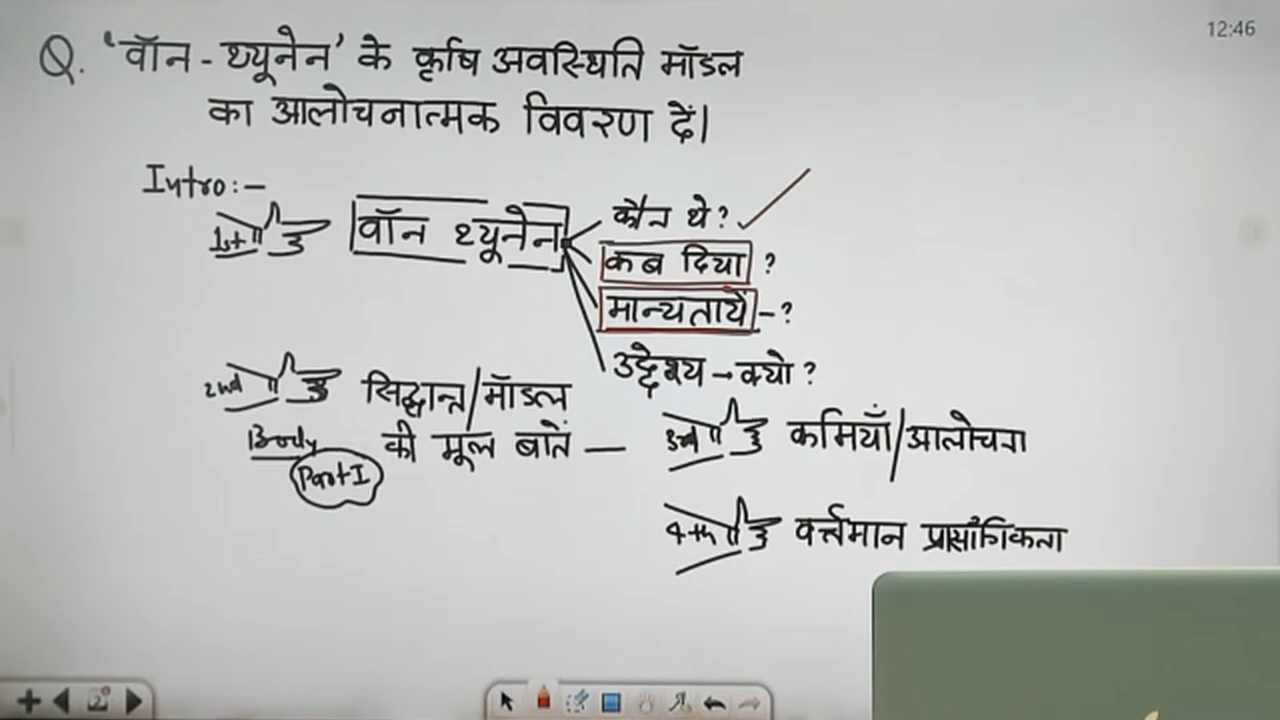 12:46
Q. 'वॉन-थ्यूनेन' के कृषि अवस्थिति मॉडल
का आलोचनात्मक विवरण दें।
Intro:-
1st वॉन थ्यूनेन
कौन थे?
कब दिया ?
मान्यतायें -?
उद्देश्य → क्यो ?
2nd सिद्धान्त/मॉडल
Body की मूल बातें —
Part I
3rd कमियाँ/आलोचना
4th वर्त्तमान प्रासंगिकता
2